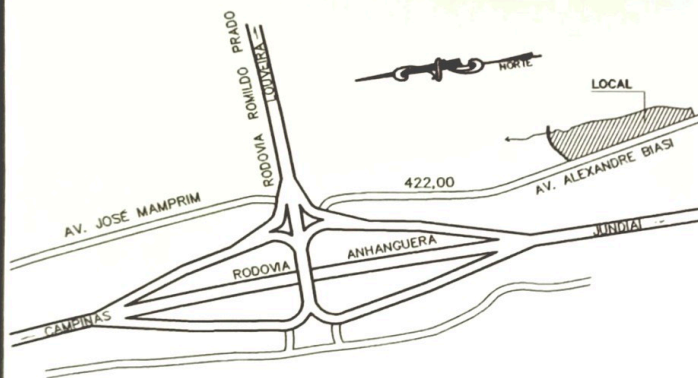 RODOVIA ROMILDO PRADO
LOUVEIRA
NORTE
LOCAL
AV. JOSÉ MAMPRIM
422,00
AV. ALEXANDRE BIASI
RODOVIA ANHANGUERA
JUNDIAÍ
CAMPINAS